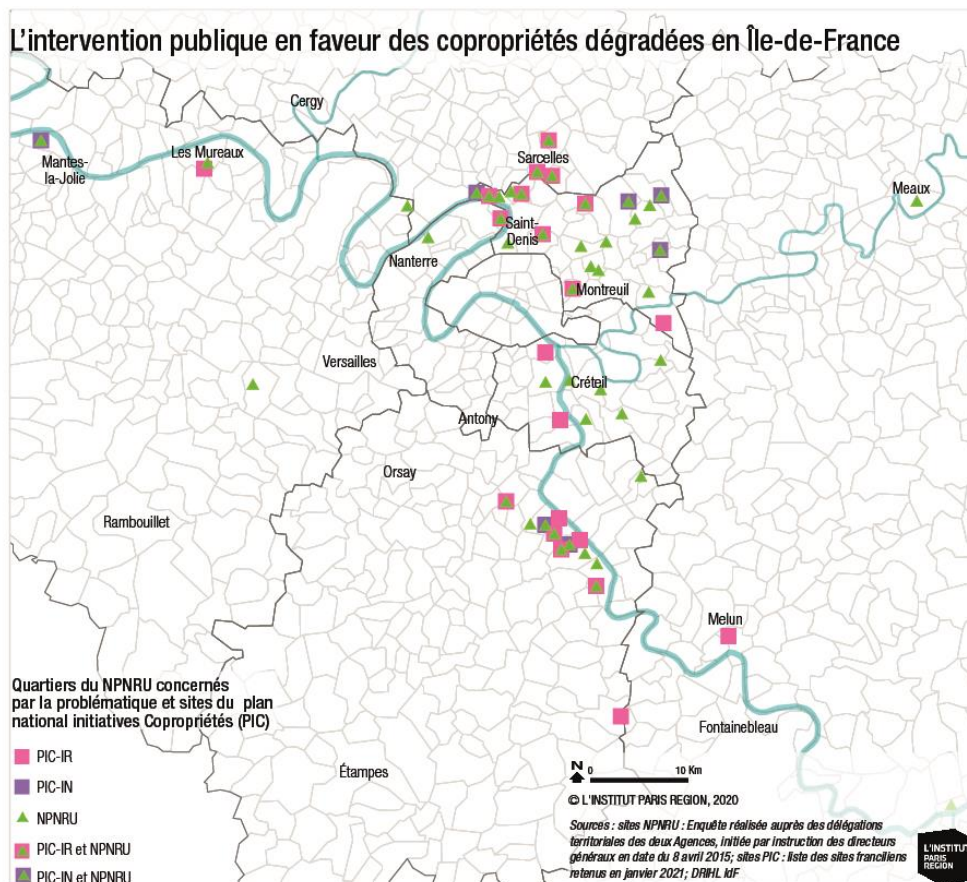 L'intervention publique en faveur des copropriétés dégradées en Île-de-France
Cergy
Mantes-
la-Jolie
Les Mureaux
Sarcelles
Meaux
Saint-
Denis
Nanterre
Montreuil
Versailles
Créteil
Antony
Orsay
Rambouillet
Melun
Fontainebleau
Étampes
Quartiers du NPNRU concernés
par la problématique et sites du plan
national initiatives Copropriétés (PIC)
PIC-IR
PIC-IN
NPNRU
PIC-IR et NPNRU
PIC-IN et NPNRU
N 0 10 Km
© L'INSTITUT PARIS REGION, 2020
Sources : sites NPNRU : Enquête réalisée auprès des délégations
territoriales des deux Agences, initiée par instruction des directeurs
généraux en date du 8 avril 2015; sites PIC : liste des sites franciliens
retenus en janvier 2021; DRIHL idF
L'INSTITUT
PARIS
REGION